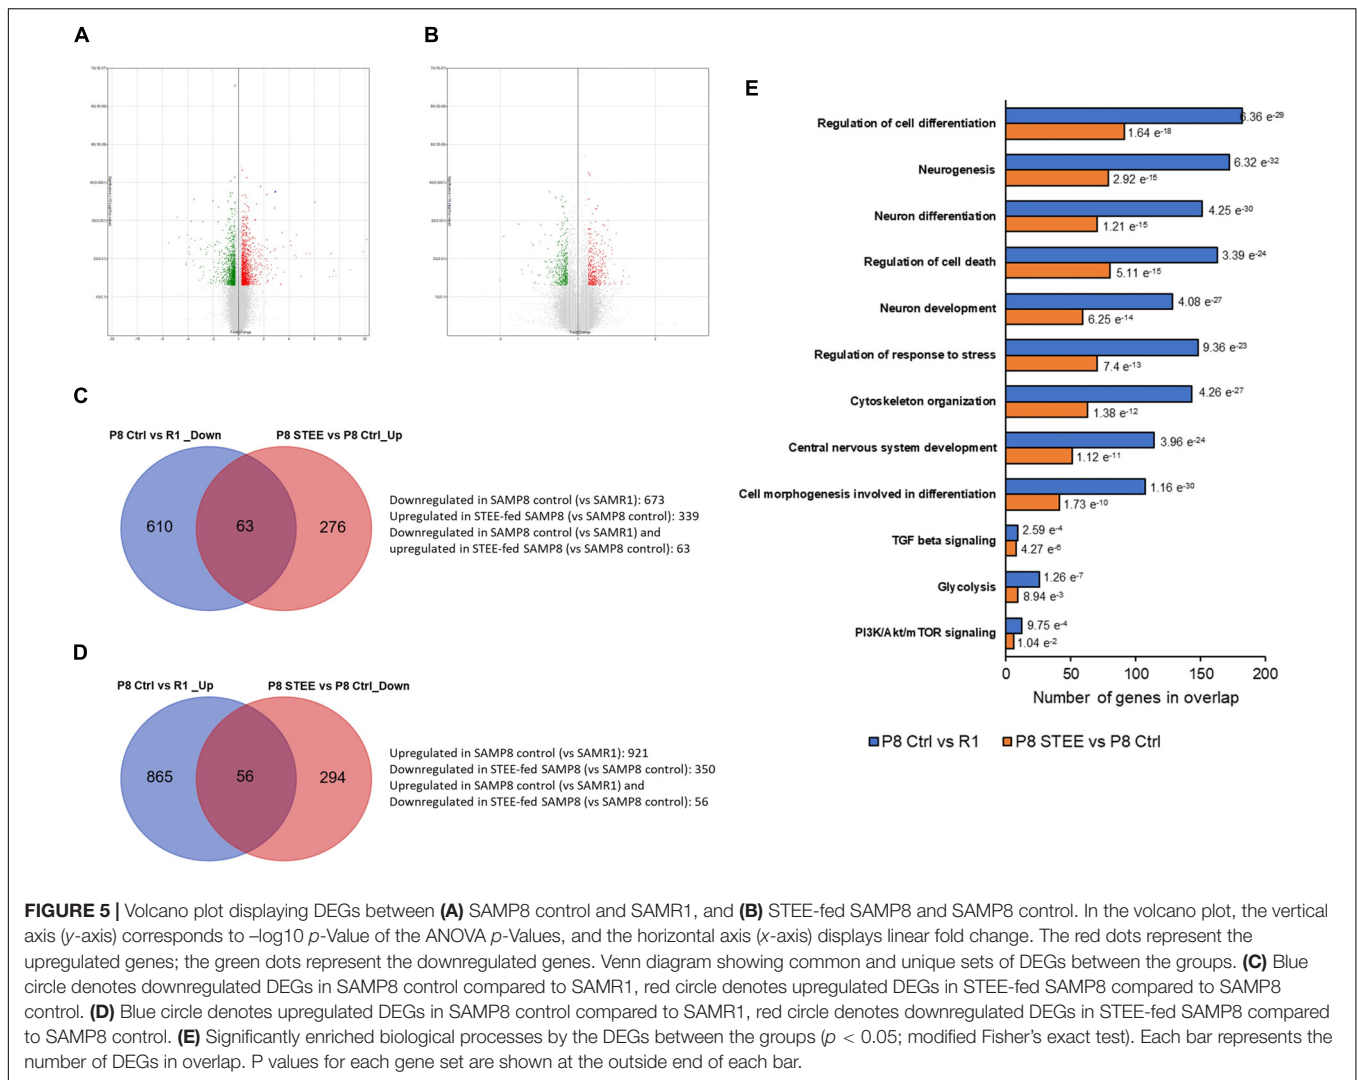 A
B
E
C
P8 Ctrl vs R1 _Down
P8 STEE vs P8 Ctrl_Up
610
63
276
Downregulated in SAMP8 control (vs SAMR1): 673
Upregulated in STEE-fed SAMP8 (vs SAMP8 control): 339
Downregulated in SAMP8 control (vs SAMR1) and
upregulated in STEE-fed SAMP8 (vs SAMP8 control): 63
D
P8 Ctrl vs R1 _Up
P8 STEE vs P8 Ctrl_Down
865
56
294
Upregulated in SAMP8 control (vs SAMR1): 921
Downregulated in STEE-fed SAMP8 (vs SAMP8 control): 350
Upregulated in SAMP8 control (vs SAMR1) and
Downregulated in STEE-fed SAMP8 (vs SAMP8 control): 56
Regulation of cell differentiation
6.36 e-29
1.64 e-18
Neurogenesis
6.32 e-32
2.92 e-15
Neuron differentiation
4.25 e-30
1.21 e-15
Regulation of cell death
3.39 e-24
5.11 e-15
Neuron development
4.08 e-27
6.25 e-14
Regulation of response to stress
9.36 e-23
7.4 e-13
Cytoskeleton organization
4.26 e-27
1.38 e-12
Central nervous system development
3.96 e-24
1.12 e-11
Cell morphogenesis involved in differentiation
1.16 e-30
1.73 e-10
TGF beta signaling
2.59 e-4
4.27 e-6
Glycolysis
1.26 e-7
8.94 e-3
PI3K/Akt/mTOR signaling
9.75 e-4
1.04 e-2
0 50 100 150 200
Number of genes in overlap
P8 Ctrl vs R1 P8 STEE vs P8 Ctrl
FIGURE 5 | Volcano plot displaying DEGs between (A) SAMP8 control and SAMR1, and (B) STEE-fed SAMP8 and SAMP8 control. In the volcano plot, the vertical
axis (y-axis) corresponds to –log10 p-Value of the ANOVA p-Values, and the horizontal axis (x-axis) displays linear fold change. The red dots represent the
upregulated genes; the green dots represent the downregulated genes. Venn diagram showing common and unique sets of DEGs between the groups. (C) Blue
circle denotes downregulated DEGs in SAMP8 control compared to SAMR1, red circle denotes upregulated DEGs in STEE-fed SAMP8 compared to SAMP8
control. (D) Blue circle denotes upregulated DEGs in SAMP8 control compared to SAMR1, red circle denotes downregulated DEGs in STEE-fed SAMP8 compared
to SAMP8 control. (E) Significantly enriched biological processes by the DEGs between the groups (p < 0.05; modified Fisher's exact test). Each bar represents the
number of DEGs in overlap. P values for each gene set are shown at the outside end of each bar.